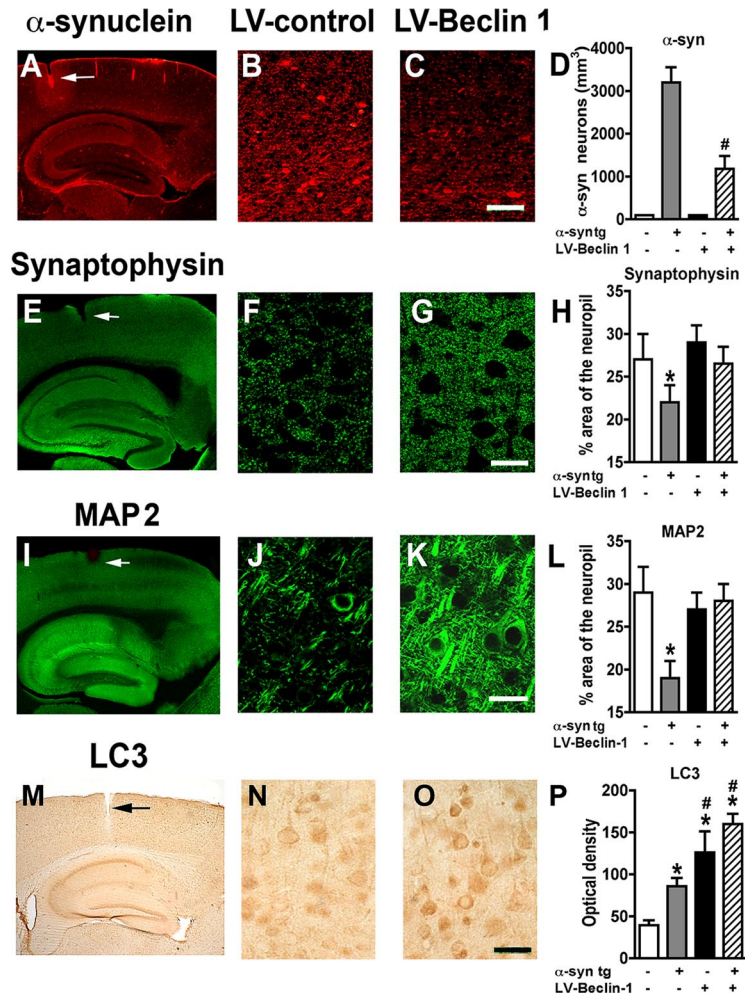 α-synuclein LV-control LV-Beclin 1
A B C D
α-syn
α-syn neurons (mm3)
4000
3000
2000
1000
0
#
α-syntg - + - +
LV-Beclin 1 - - + +
Synaptophysin
E F G H
Synaptophysin
% area of the neuropil
35
30
25
20
15
*
α-syntg - + - +
LV-Beclin 1 - - + +
MAP2
I J K L
MAP2
% area of the neuropil
35
30
25
20
15
*
α-syntg - + - +
LV-Beclin-1 - - + +
LC3
M N O P
LC3
Optical density
200
150
100
50
0
* # * # *
α-syn tg - + - +
LV-Beclin-1 - - + +